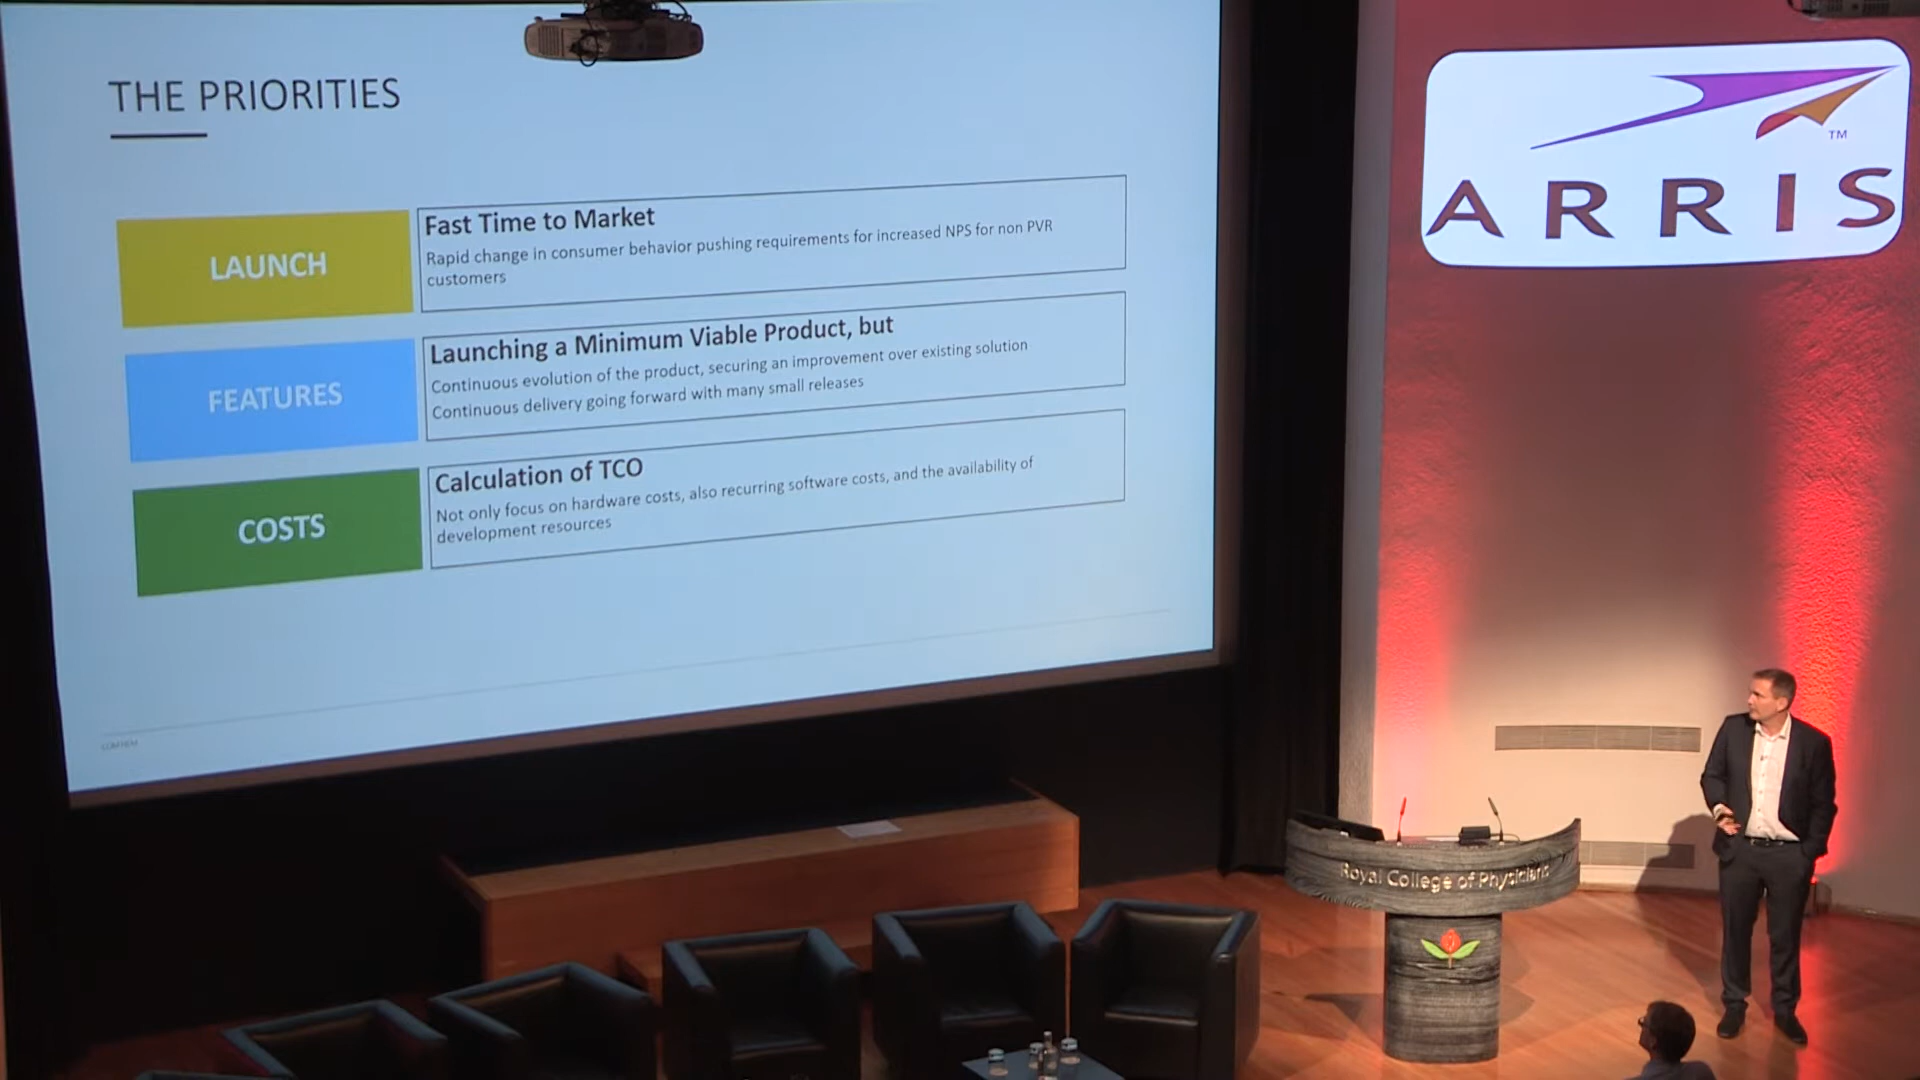 THE PRIORITIES
LAUNCH
Fast Time to Market
Rapid change in consumer behavior pushing requirements for increased NPS for non PVR
customers
FEATURES
Launching a Minimum Viable Product, but
Continuous evolution of the product, securing an improvement over existing solution
Continuous delivery going forward with many small releases
COSTS
Calculation of TCO
Not only focus on hardware costs, also recurring software costs, and the availability of
development resources
COM HEM
TM
ARRIS
Royal College of Physicians